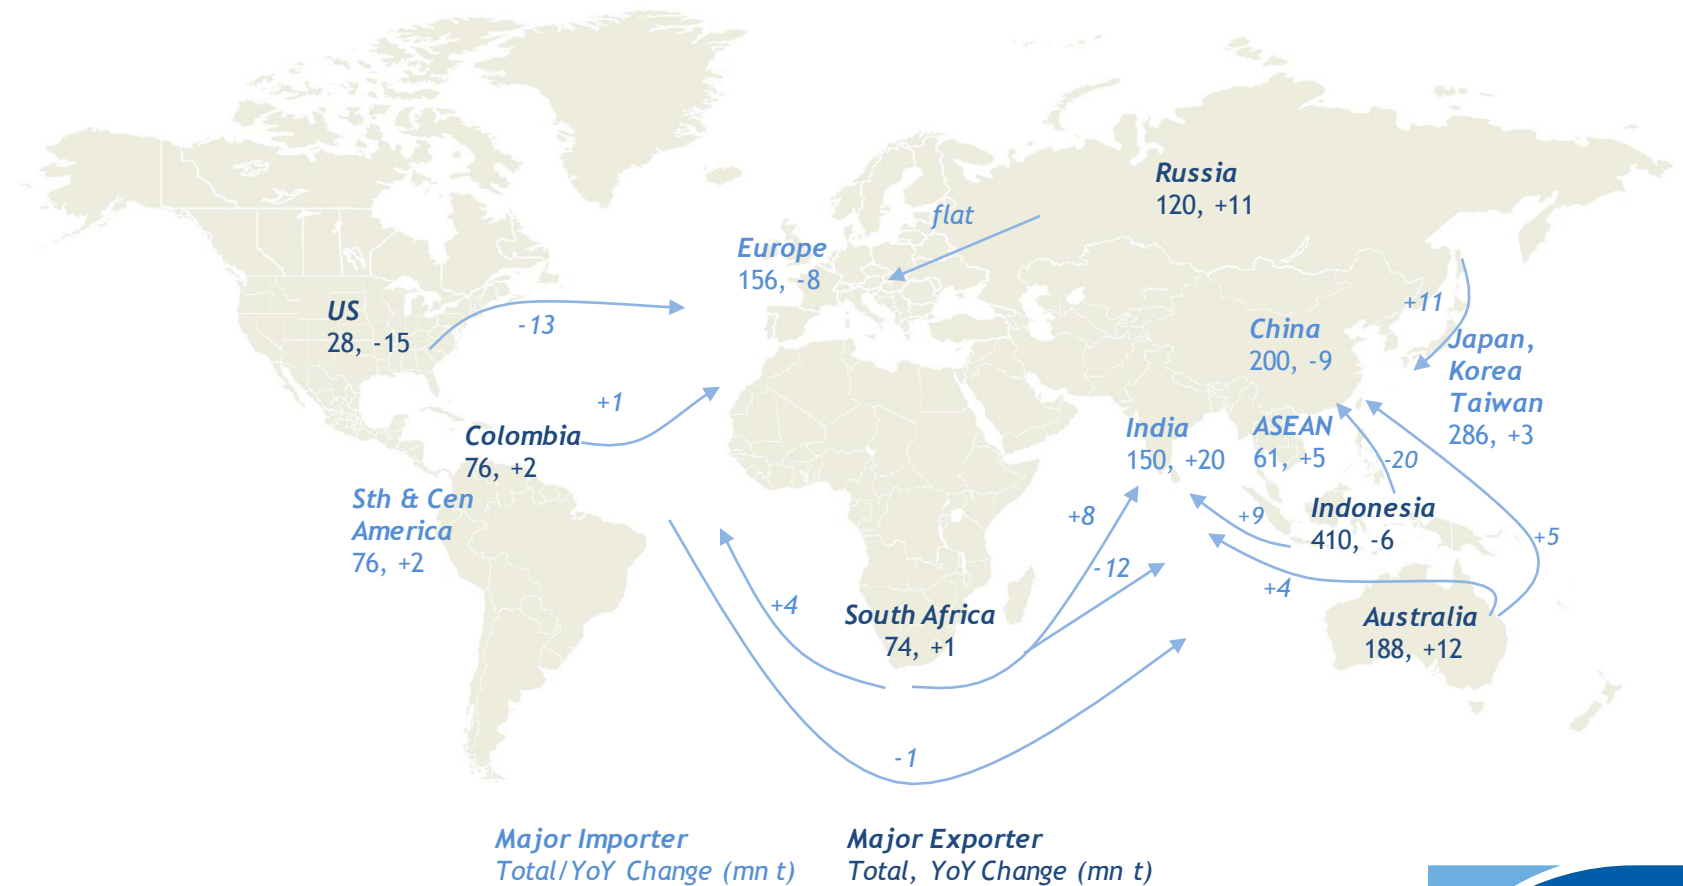 Russia
120, +11
flat
Europe
156, -8
US
28, -15
-13
+11
China
200, -9
Japan,
Korea
Taiwan
286, +3
+1
Colombia
76, +2
India
150, +20
ASEAN
61, +5
-20
Sth & Cen
America
76, +2
+8
+9
Indonesia
410, -6
+5
-12
+4
+4
South Africa
74, +1
Australia
188, +12
-1
Major Importer
Total/YoY Change (mn t)
Major Exporter
Total, YoY Change (mn t)